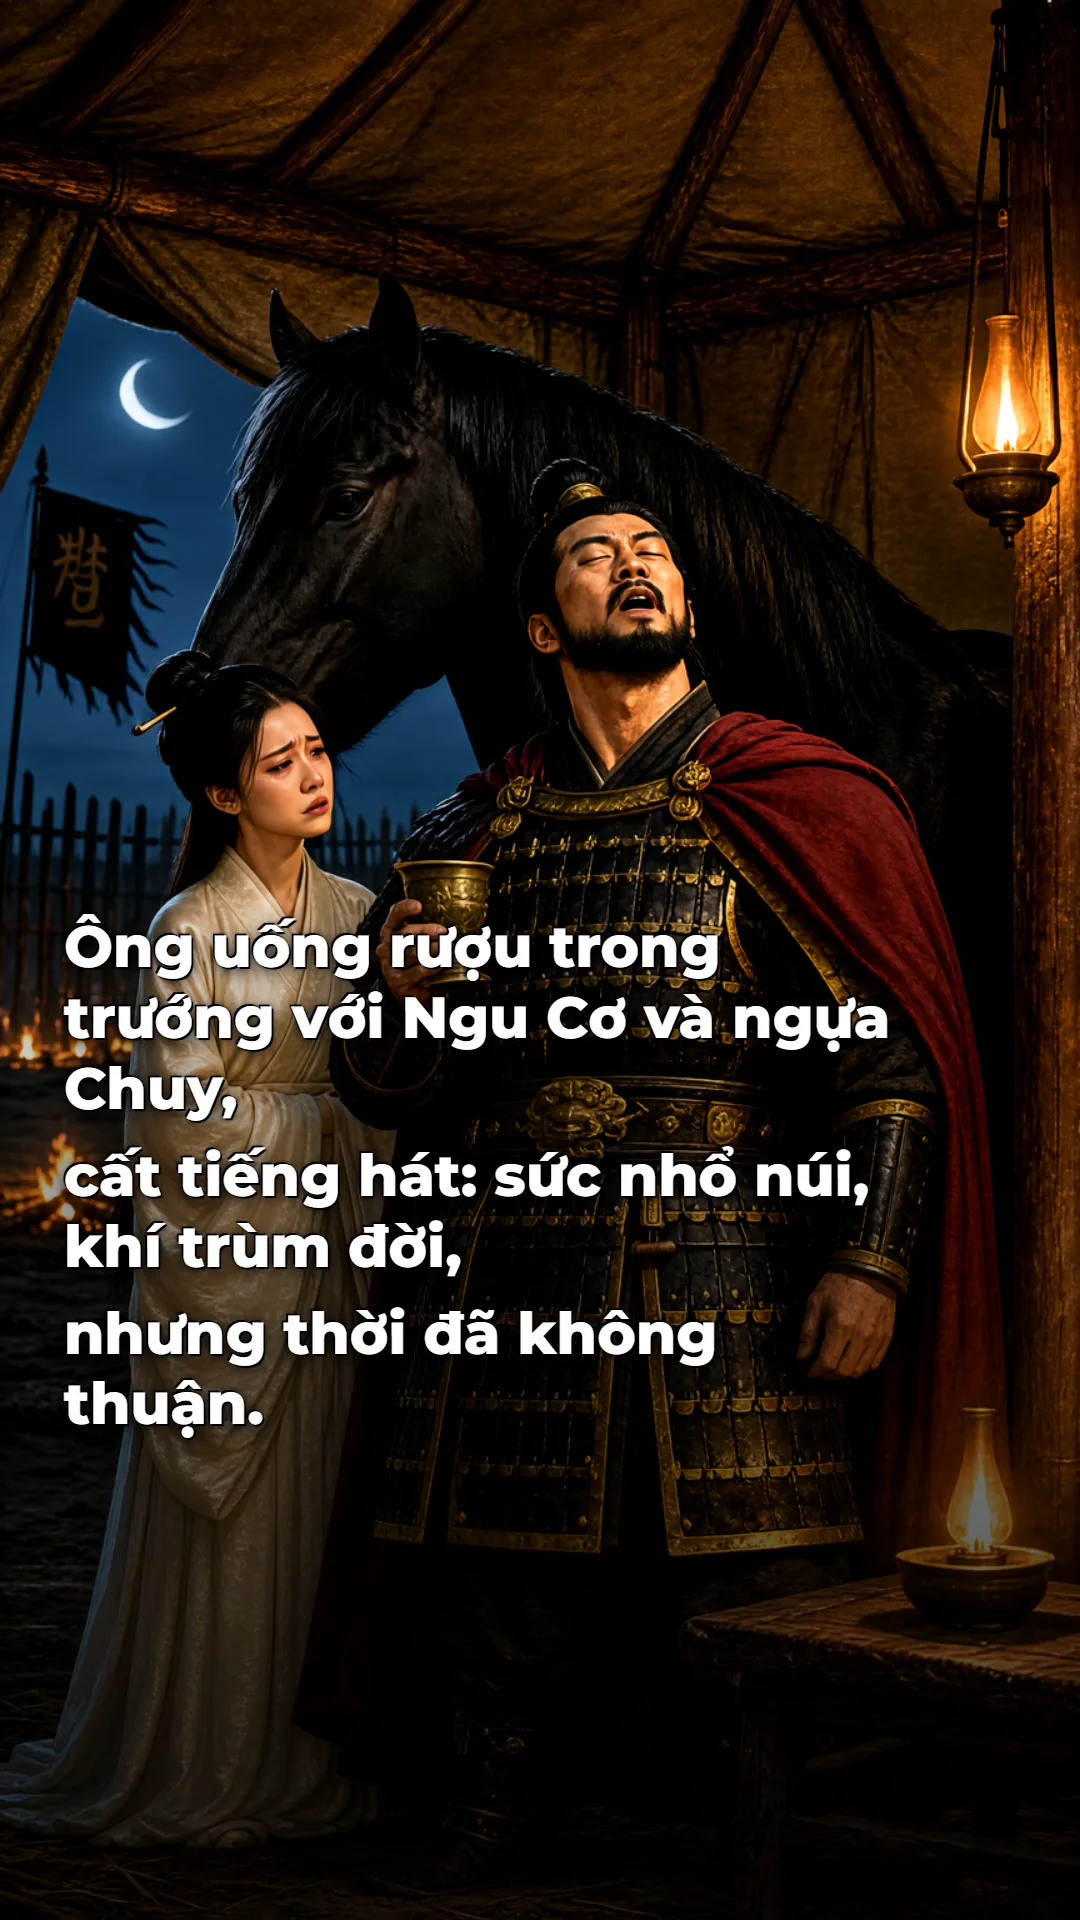 Ông uống rượu trong
trướng với Ngu Cơ và ngựa
Chuy,
cất tiếng hát: sức nhổ núi,
khí trùm đời,
nhưng thời đã không
thuận.